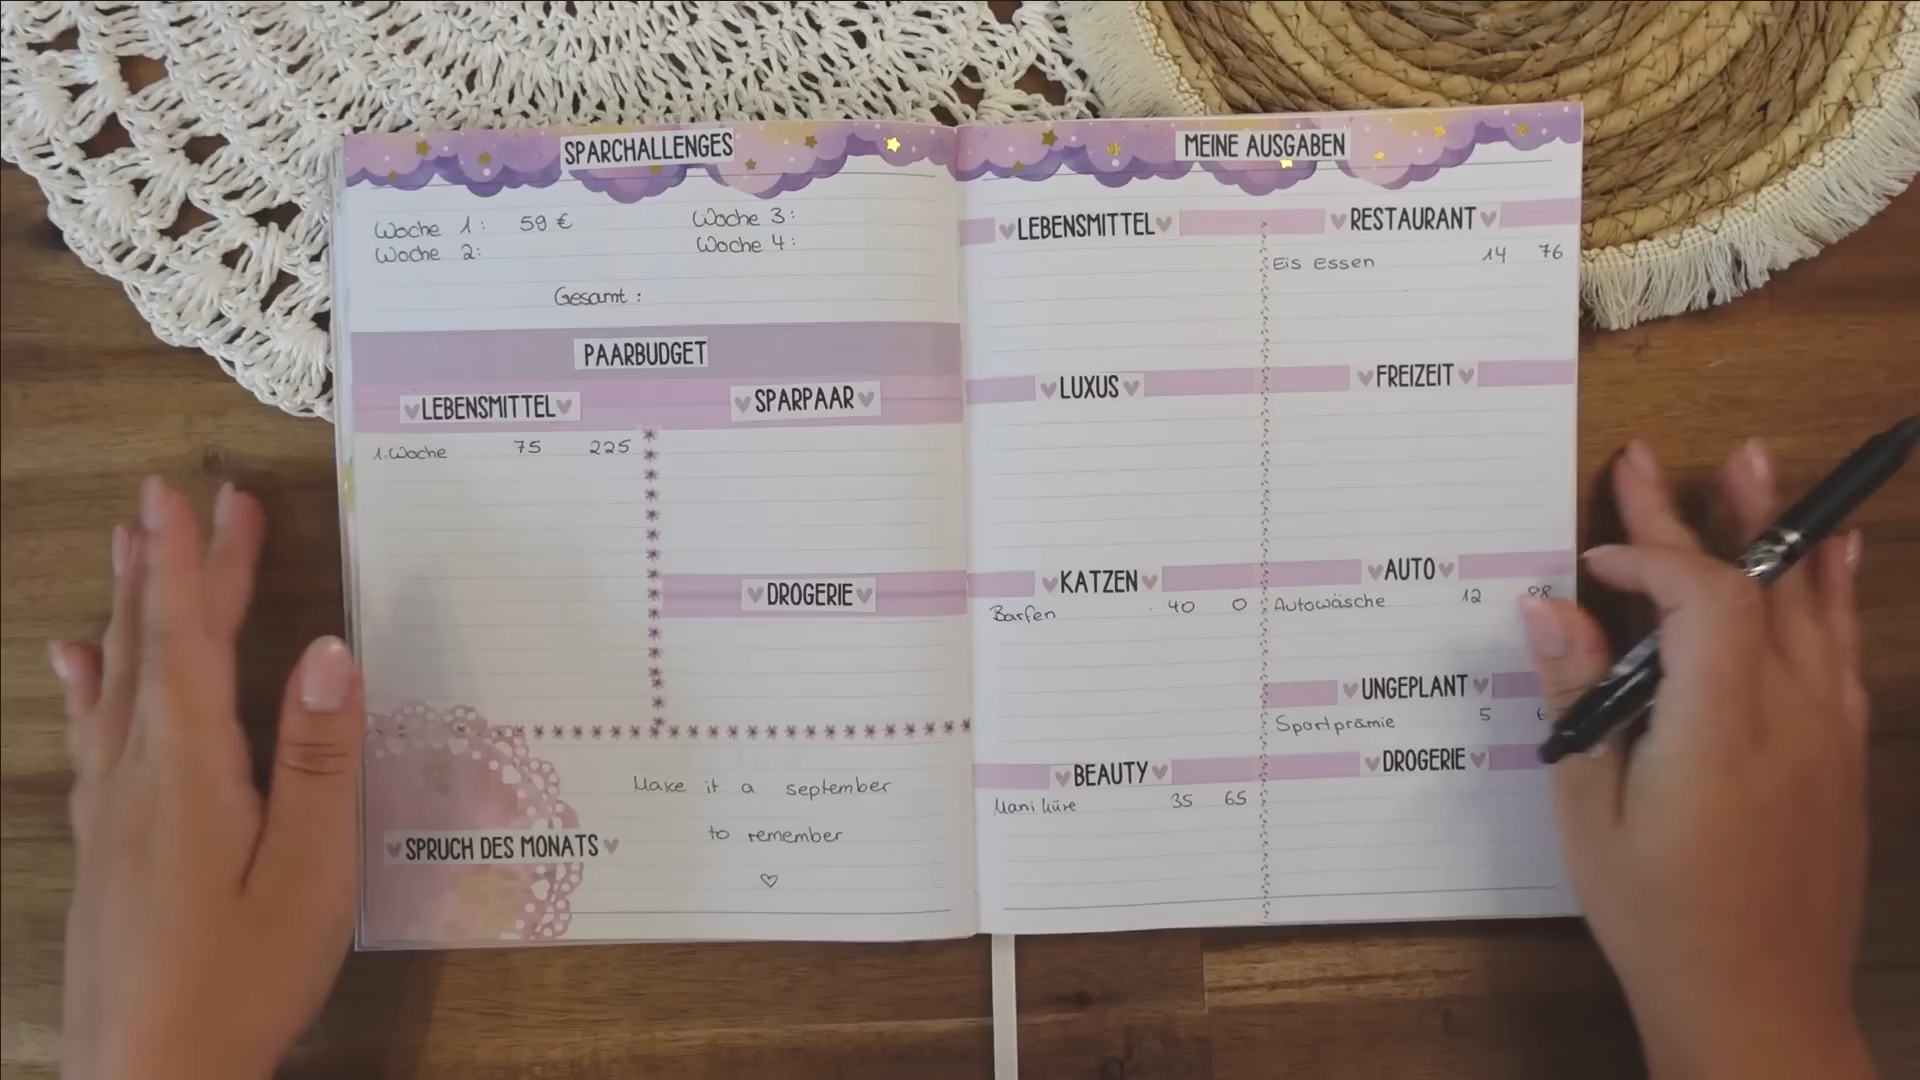 SPARCHALLENGES
Woche 1: 59 €
Woche 2:
Woche 3:
Woche 4:
Gesamt:
PAARBUDGET
LEBENSMITTEL
1. Woche 75 225
SPARPAAR
DROGERIE
SPRUCH DES MONATS
Make it a september
to remember
MEINE AUSGABEN
LEBENSMITTEL
RESTAURANT
Eis essen 14 76
LUXUS
FREIZEIT
KATZEN
Barfen 40 0
AUTO
Autowäsche 12
UNGEPLANT
Sportprämie 5
BEAUTY
Maniküre 35 65
DROGERIE